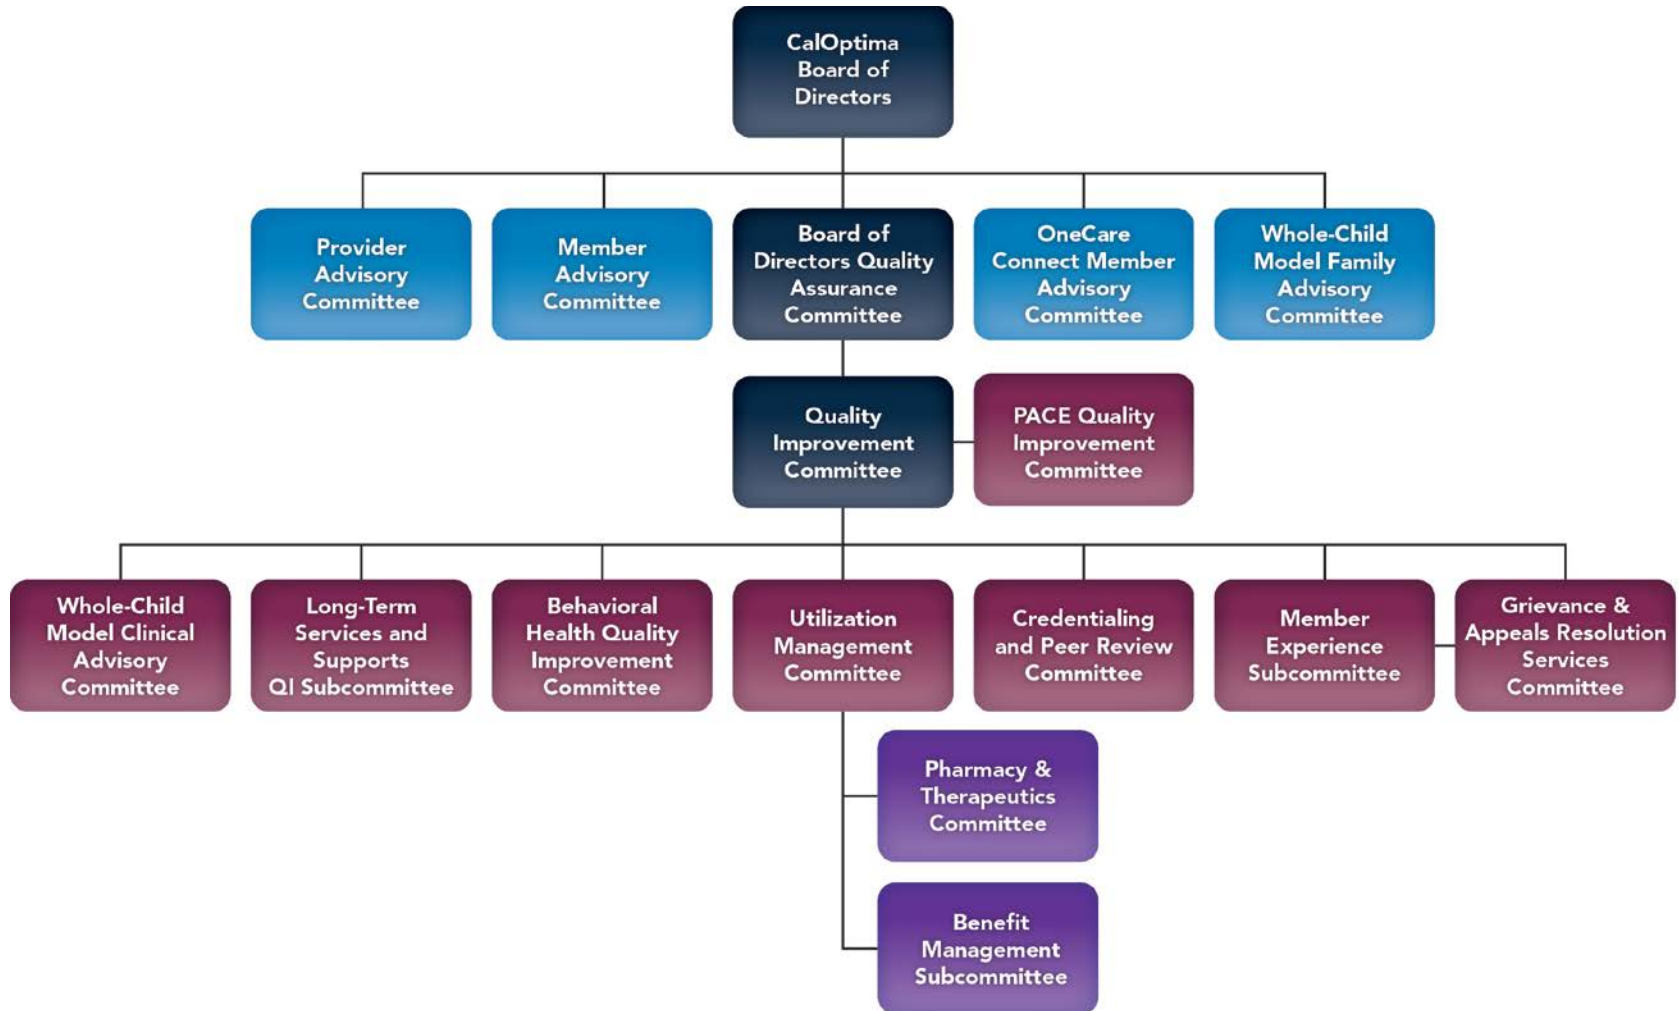 CalOptima
Board of
Directors
Provider
Advisory
Committee
Member
Advisory
Committee
Board of
Directors Quality
Assurance
Committee
OneCare
Connect Member
Advisory
Committee
Whole-Child
Model Family
Advisory
Committee
Quality
Improvement
Committee
PACE Quality
Improvement
Committee
Whole-Child
Model Clinical
Advisory
Committee
Long-Term
Services and
Supports
QI Subcommittee
Behavioral
Health Quality
Improvement
Committee
Utilization
Management
Committee
Credentialing
and Peer Review
Committee
Member
Experience
Subcommittee
Grievance &
Appeals Resolution
Services
Committee
Pharmacy &
Therapeutics
Committee
Benefit
Management
Subcommittee